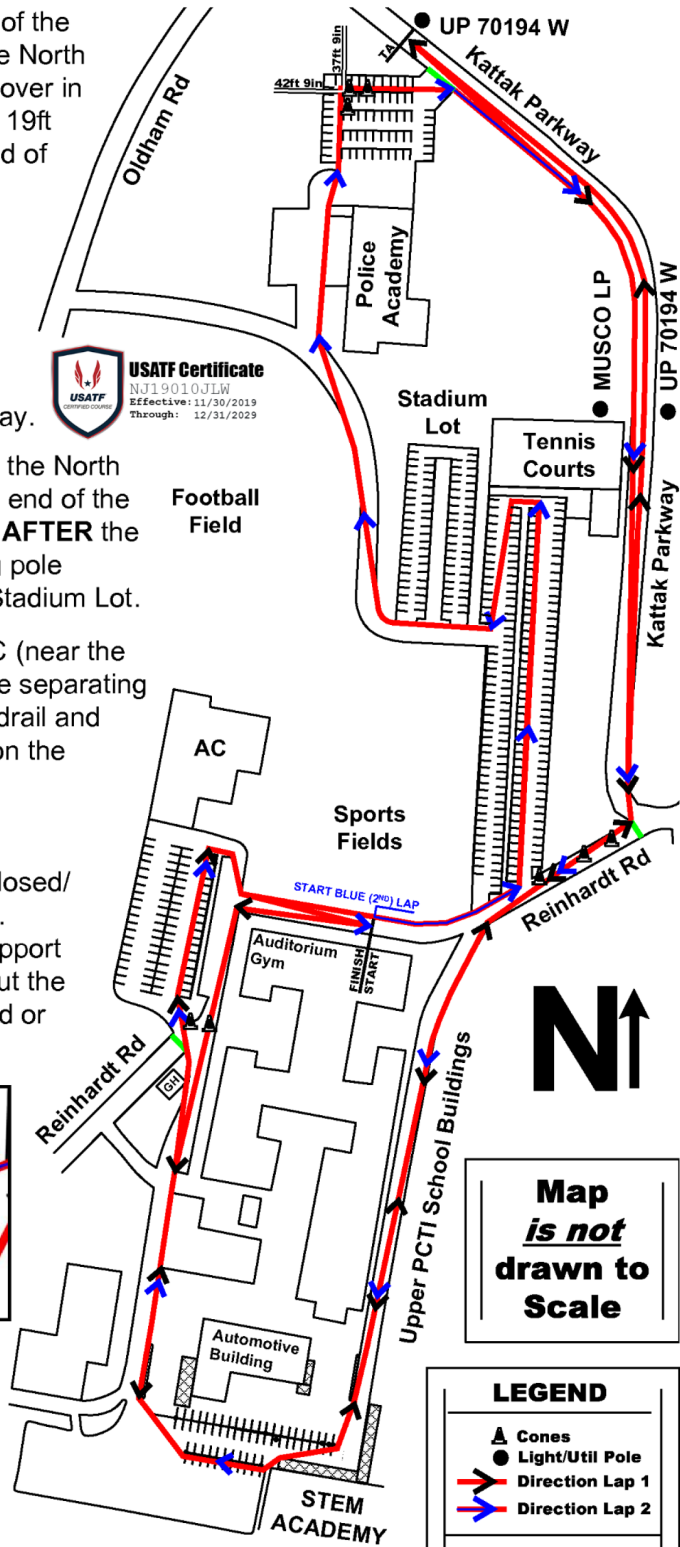 of the
e North
over in
19ft
d of
37ft 9in
42ft 9in
TA
UP 70194 W
Kattak Parkway
Oldham Rd
Police
Academy
USATF
CERTIFIED COURSE
USATF Certificate
NJ19010JLW
Effective: 11/30/2019
Through: 12/31/2029
MUSCO LP
UP 70194 W
ay.
Stadium
Lot
Tennis
Courts
the North
end of the
AFTER the
pole
Stadium Lot.
Football
Field
Kattak Parkway
C (near the
e separating
drail and
on the
AC
Sports
Fields
losed/
.
upport
out the
d or
START BLUE (2ND) LAP
Reinhardt Rd
Auditorium
Gym
FINISH
START
Reinhardt Rd
GH
Upper PCTI School Buildings
N
Map
is not
drawn to
Scale
Automotive
Building
STEM
ACADEMY
LEGEND
Cones
Light/Util Pole
Direction Lap 1
Direction Lap 2